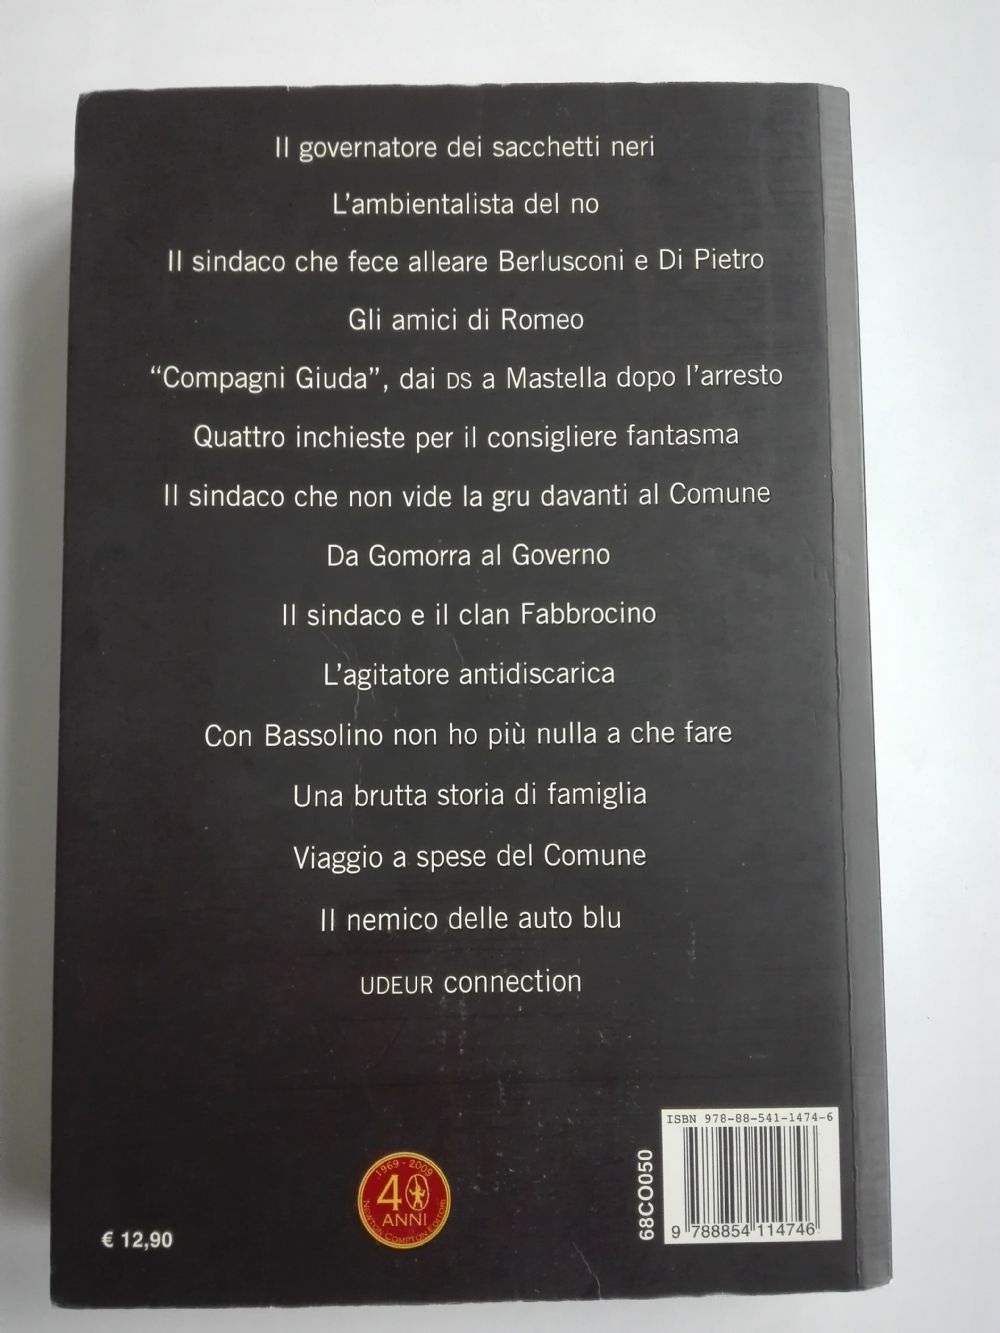 Il governatore dei sacchetti neri
L'ambientalista del no
Il sindaco che fece alleare Berlusconi e Di Pietro
Gli amici di Romeo
“Compagni Giuda”, dai DS a Mastella dopo l'arresto
Quattro inchieste per il consigliere fantasma
Il sindaco che non vide la gru davanti al Comune
Da Gomorra al Governo
Il sindaco e il clan Fabbrocino
L'agitatore antidiscarica
Con Bassolino non ho più nulla a che fare
Una brutta storia di famiglia
Viaggio a spese del Comune
Il nemico delle auto blu
UDEUR connection
€ 12,90
1969-2009
40
ANNI
NEWTON COMPTON EDITORI
68CO050
ISBN 978-88-541-1474-6
9 788854 114746